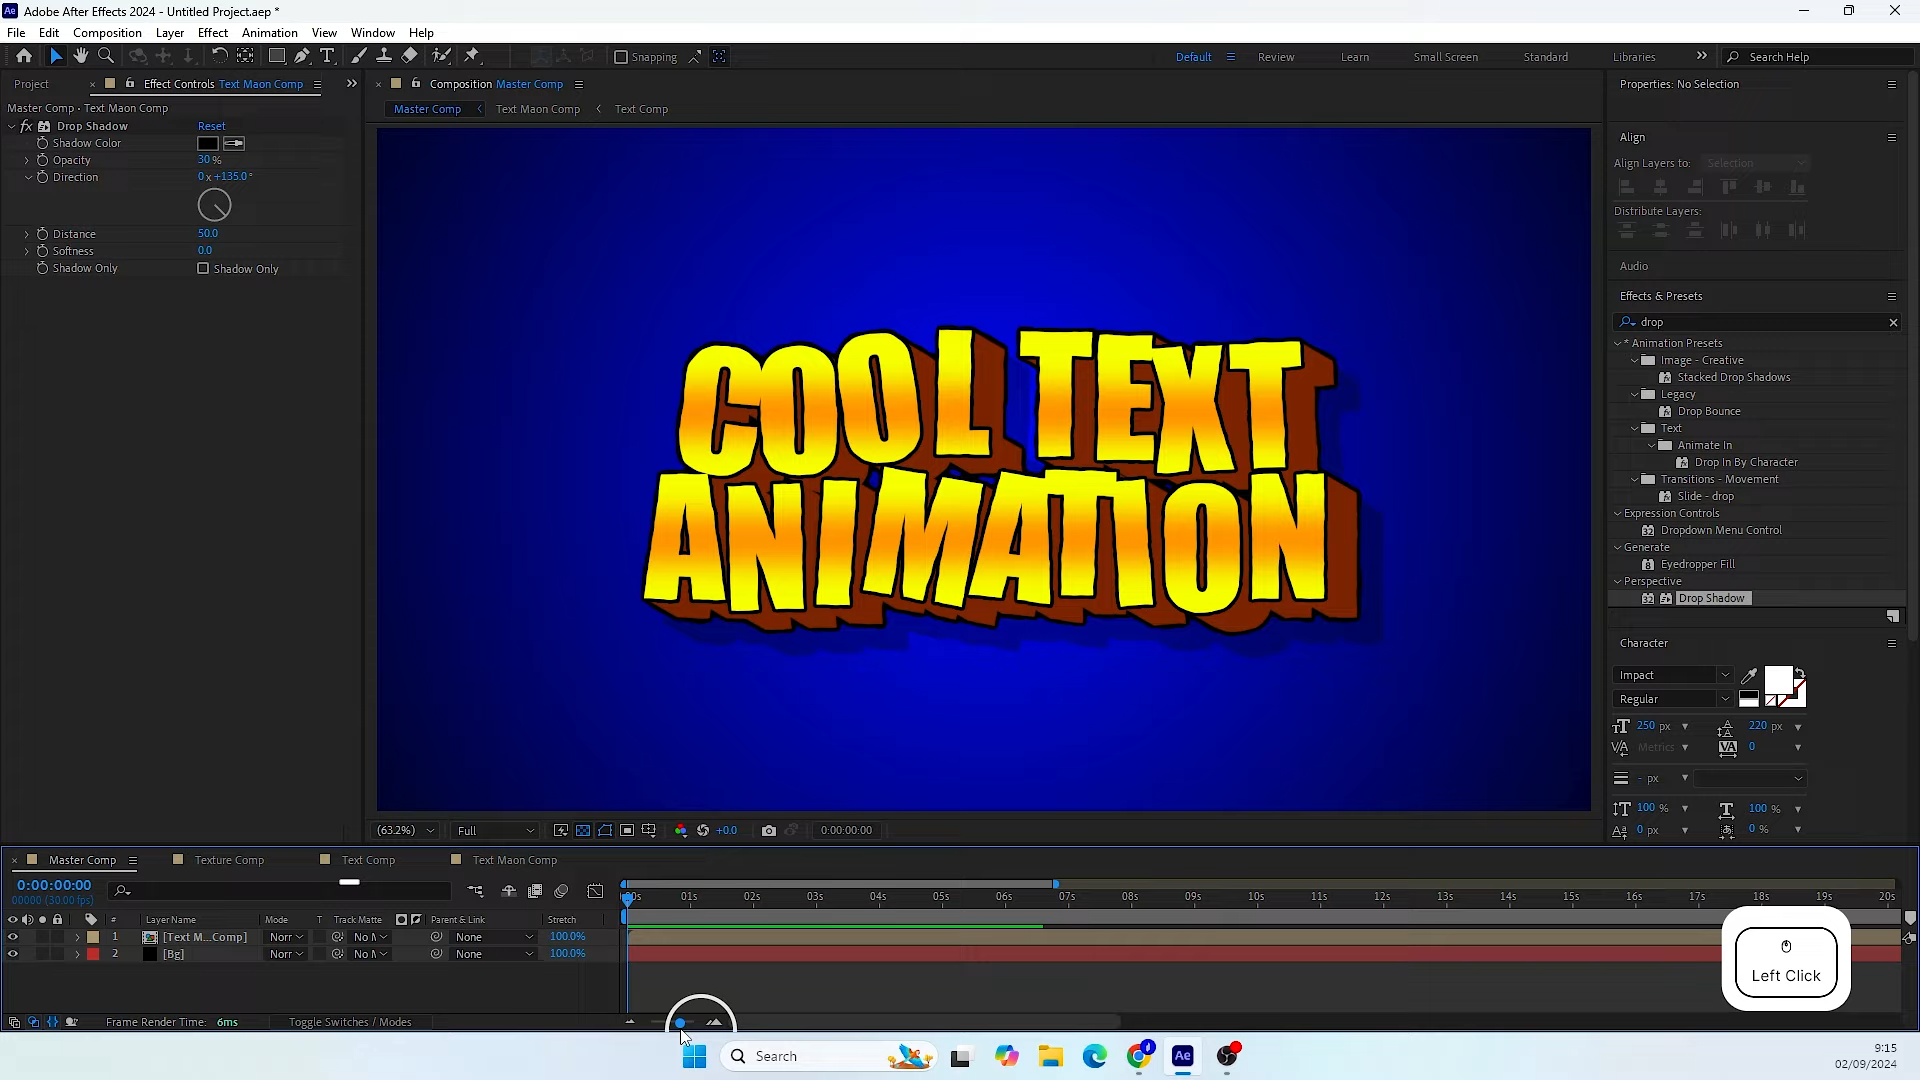 Adobe After Effects 2024 - Untitled Project.aep *
File Edit Composition Layer Effect Animation View Window Help
Snapping
Default Review Learn Small Screen Standard Libraries Search Help
Project Effect Controls Text Maon Comp
Master Comp • Text Maon Comp
fx Drop Shadow Reset
Shadow Color
Opacity 30 %
Direction 0 x +135.0 °
Distance 50.0
Softness 0.0
Shadow Only Shadow Only
Composition Master Comp
Master Comp Text Maon Comp Text Comp
COOL TEXT
ANIMATION
(63.2%) Full +0.0 0:00:00:00
Properties: No Selection
Align
Align Layers to: Selection
Distribute Layers:
Audio
Effects & Presets
drop
* Animation Presets
Image - Creative
Stacked Drop Shadows
Legacy
Drop Bounce
Text
Animate In
Drop In By Character
Transitions - Movement
Slide - drop
Expression Controls
Dropdown Menu Control
Generate
Eyedropper Fill
Perspective
32 Drop Shadow
Character
Impact
Regular
250 px 220 px
Metrics 0
- px
100 % 100 %
0 px 0 %
Master Comp Texture Comp Text Comp Text Maon Comp
0:00:00:00
00000 (30.00 fps)
# Layer Name Mode T Track Matte Parent & Link Stretch
1 [Text M...Comp] Norr No M None 100.0%
2 [Bg] Norr No M None 100.0%
:00s 01s 02s 03s 04s 05s 06s 07s 08s 09s 10s 11s 12s 13s 14s 15s 16s 17s 18s 19s 20s
Frame Render Time: 6ms Toggle Switches / Modes
Left Click
Search
Ae
9:15
02/09/2024